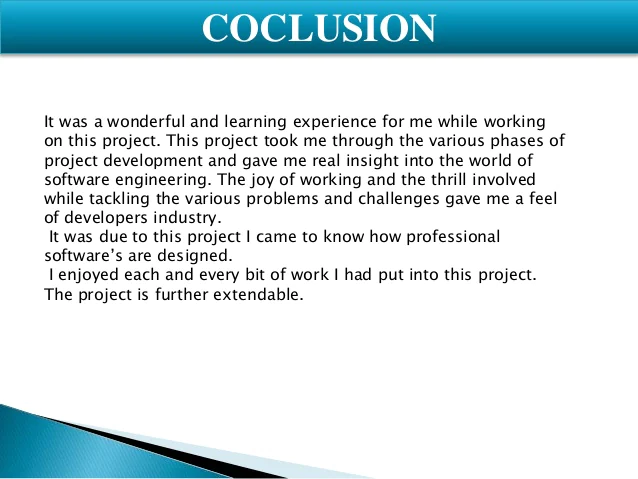 COCLUSION
It was a wonderful and learning experience for me while working
on this project. This project took me through the various phases of
project development and gave me real insight into the world of
software engineering. The joy of working and the thrill involved
while tackling the various problems and challenges gave me a feel
of developers industry.
It was due to this project I came to know how professional
software’s are designed.
I enjoyed each and every bit of work I had put into this project.
The project is further extendable.